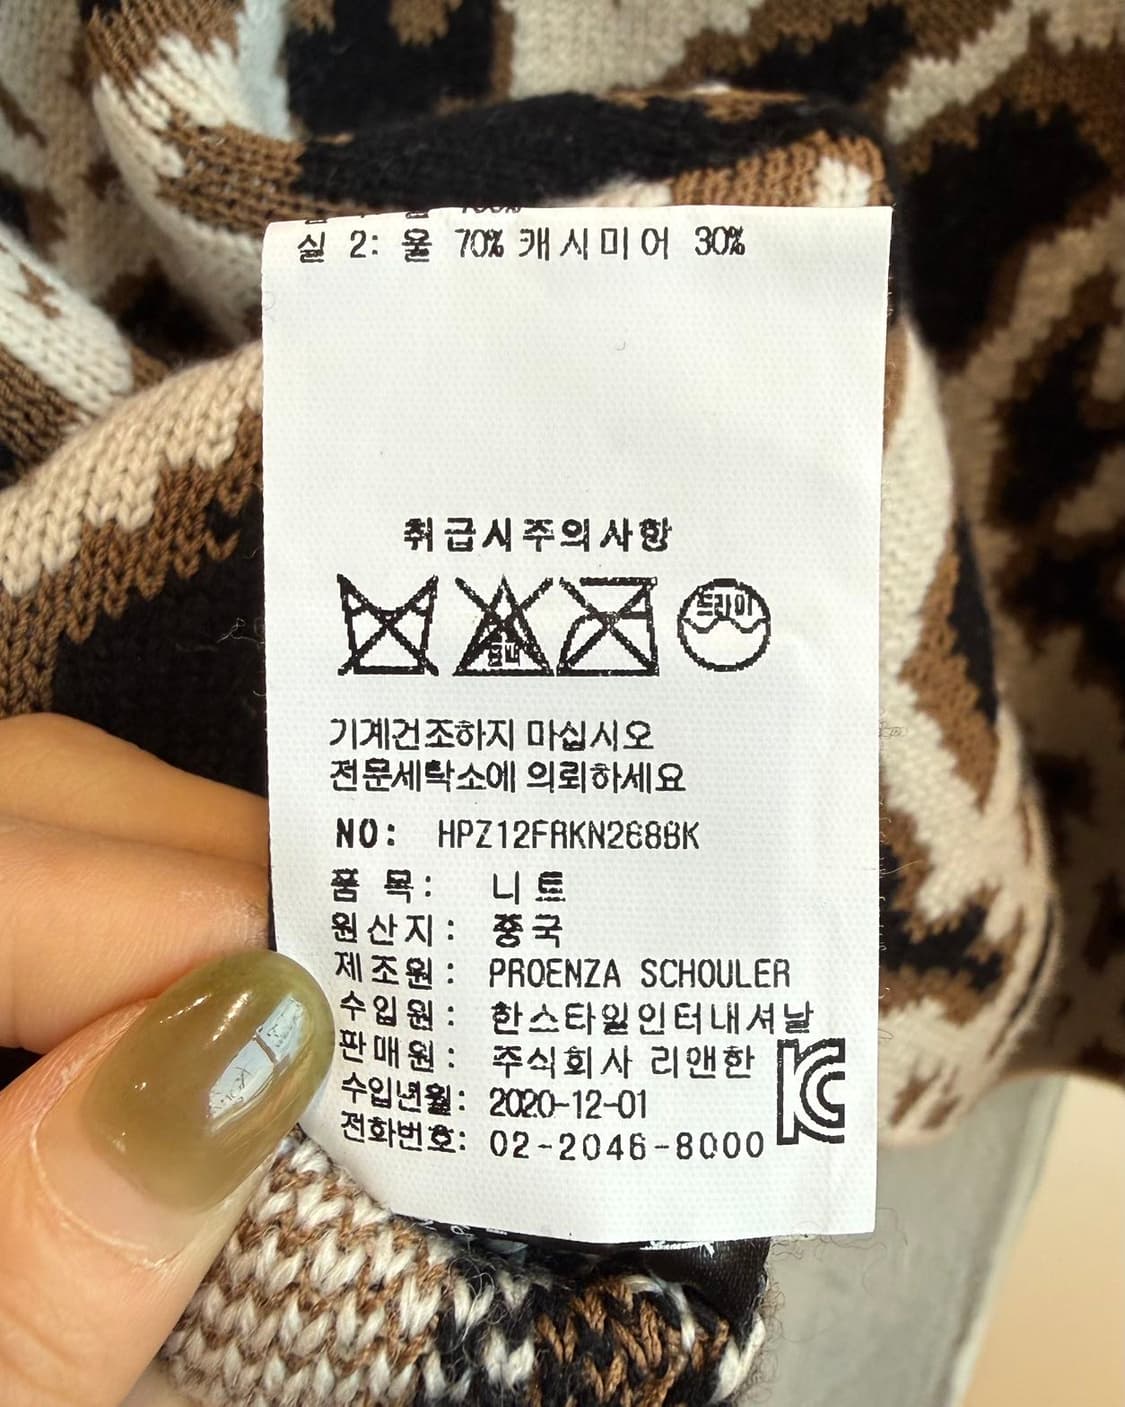 100%
실 2: 울 70% 캐시미어 30%
취급시주의사항
드라이
기계건조하지 마십시오
전문세탁소에 의뢰하세요
NO: HPZ12FRKN268BK
품 목: 니트
원산지: 중국
제조원: PROENZA SCHOULER
수입원: 한스타일인터내셔날
판매원: 주식회사 리앤한
수입년월: 2020-12-01
전화번호: 02-2046-8000